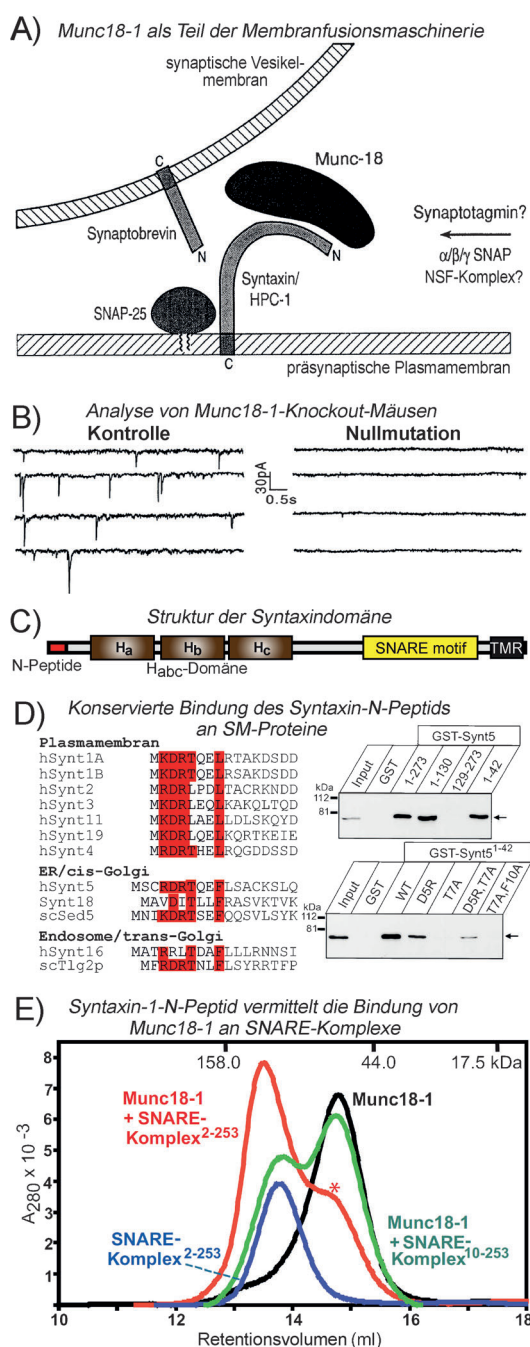 A) Munc18-1 als Teil der Membranfusionsmaschinerie
synaptische Vesikel-
membran
C
Munc-18
Synaptobrevin
N
N
Synaptotagmin?
α/β/γ SNAP
NSF-Komplex?
Syntaxin/
HPC-1
SNAP-25
C
präsynaptische Plasmamembran
B) Analyse von Munc18-1-Knockout-Mäusen
Kontrolle
Nullmutation
30pA
0.5s
C) Struktur der Syntaxindomäne
Ha
Hb
Hc
SNARE motif
TMR
N-Peptide
Habc-Domäne
D) Konservierte Bindung des Syntaxin-N-Peptids
an SM-Proteine
Plasmamembran
hSynt1A MKDRTQELRTAKDSDD
hSynt1B MKDRTQELRSAKDSDD
hSynt2 MRDRLPDLTACRKNDD
hSynt3 MKDRLEQLKAKQLTQD
hSynt11 MKDRLAELLDLSKQYD
hSynt19 MKDRLQELKQRTKEIE
hSynt4 MRDRTHELRQGDDSSD
ER/cis-Golgi
hSynt5 MSCRDRTQEFLSACKSLQ
Synt18 MAVDITLLFRASVKTVK
scSed5 MNIKDRTSEFQQSVLSYK
Endosome/trans-Golgi
hSynt16 MATRRLTDAFLLLRNNSI
scTlg2p MFRDRTNLFLSYRRTFP
GST-Synt5
Input
GST
1-273
1-130
129-273
1-42
kDa
112
81
GST-Synt5 1-42
Input
GST
WT
D5R
T7A
D5R,T7A
T7A,F10A
kDa
112
81
E) Syntaxin-1-N-Peptid vermittelt die Bindung von
Munc18-1 an SNARE-Komplexe
158.0
44.0
17.5 kDa
Munc18-1
+ SNARE-
Komplex2-253
Munc18-1
*
SNARE-
Komplex2-253
Munc18-1
+ SNARE-
Komplex10-253
A280 x 10 -3
8
7
6
5
4
3
2
1
10
12
14
16
18
Retentionsvolumen (ml)